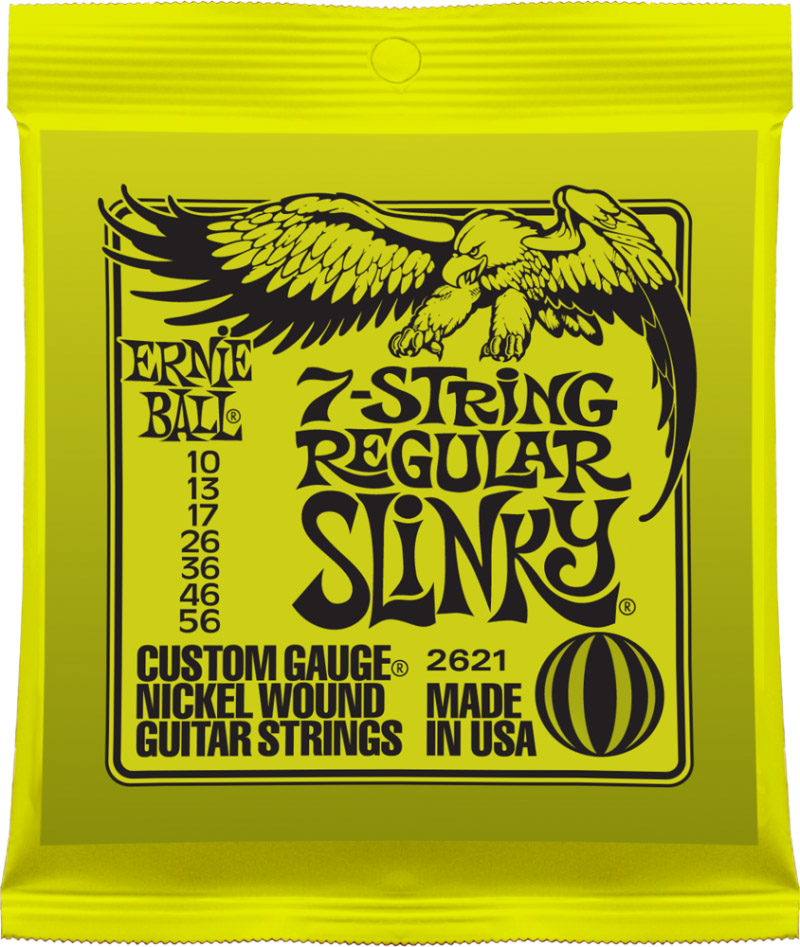 ERNIE
BALL®
7-STRING
REGULAR
SLINKY®
10
13
17
26
36
46
56
CUSTOM GAUGE®
NICKEL WOUND
GUITAR STRINGS
2621
MADE
IN USA